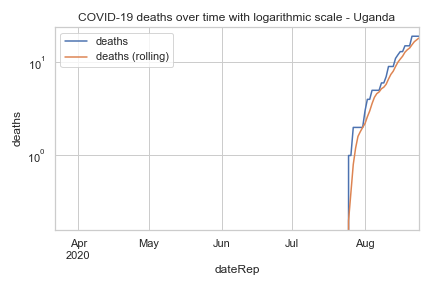 COVID-19 deaths over time with logarithmic scale - Uganda
deaths
deaths (rolling)
10¹
10⁰
deaths
Apr
2020
May
Jun
Jul
Aug
dateRep